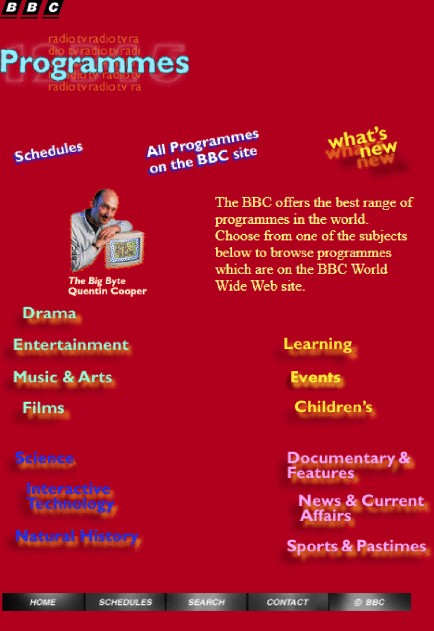 BBC
radio tv radio tv ra
dio tv radio tv radi
Programmes
radio tv radio tv ra
Schedules
All Programmes
on the BBC site
what's
new
new
The BBC offers the best range of
programmes in the world.
Choose from one of the subjects
below to browse programmes
which are on the BBC World
Wide Web site.
The Big Byte
Quentin Cooper
Drama
Entertainment
Music & Arts
Films
Learning
Events
Children's
Science
Interactive
Technology
Natural History
Documentary &
Features
News & Current
Affairs
Sports & Pastimes
HOME
SCHEDULES
SEARCH
CONTACT
© BBC